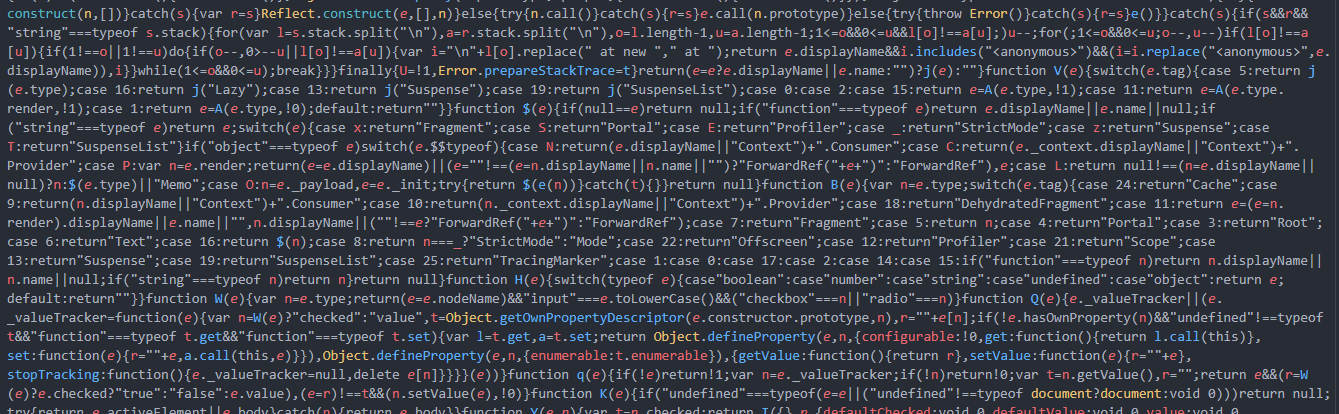 construct(n,[])}catch(s){var r=s}Reflect.construct(e,[],n)}else{try{n.call()}catch(s){r=s}e.call(n.prototype)}else{try{throw Error()}catch(s){r=s}e()}}catch(s){if(s&&r&&
"string"===typeof s.stack){for(var l=s.stack.split("\n"),a=r.stack.split("\n"),o=l.length-1,u=a.length-1;1<=o&&0<=u&&l[o]!==a[u];)u--;for(;1<=o&&0<=u;o--,u--)if(l[o]!==a
[u]){if(1!==o||1!==u)do{if(o--,0>--u||l[o]!==a[u]){var i="\n"+l[o].replace(" at new "," at ");return e.displayName&&i.includes("<anonymous>")&&(i=i.replace("<anonymous>",e.
displayName)),i}}while(1<=o&&0<=u);break}}}finally{U=!1,Error.prepareStackTrace=t}return(e=e?e.displayName||e.name:"")?j(e):""}function V(e){switch(e.tag){case 5:return j
(e.type);case 16:return j("Lazy");case 13:return j("Suspense");case 19:return j("SuspenseList");case 0:case 2:case 15:return e=A(e.type,!1);case 11:return e=A(e.type.
render,!1);case 1:return e=A(e.type,!0);default:return""}}function $(e){if(null==e)return null;if("function"===typeof e)return e.displayName||e.name||null;if
("string"===typeof e)return e;switch(e){case x:return"Fragment";case S:return"Portal";case E:return"Profiler";case _:return"StrictMode";case z:return"Suspense";case
T:return"SuspenseList"}if("object"===typeof e)switch(e.$$typeof){case N:return(e.displayName||"Context")+".Consumer";case C:return(e._context.displayName||"Context")+".
Provider";case P:var n=e.render;return(e=e.displayName)||(e=""!==(e=n.displayName||n.name||"")?"ForwardRef("+e+")":"ForwardRef"),e;case L:return null!==(n=e.displayName||
null)?n:$(e.type)||"Memo";case O:n=e._payload,e=e._init;try{return $(e(n))}catch(t){}}return null}function B(e){var n=e.type;switch(e.tag){case 24:return"Cache";case
9:return(n.displayName||"Context")+".Consumer";case 10:return(n._context.displayName||"Context")+".Provider";case 18:return"DehydratedFragment";case 11:return e=(e=n.
render).displayName||e.name||"",n.displayName||(""!==e?"ForwardRef("+e+")":"ForwardRef");case 7:return"Fragment";case 5:return n;case 4:return"Portal";case 3:return"Root";
case 6:return"Text";case 16:return $(n);case 8:return n===_?"StrictMode":"Mode";case 22:return"Offscreen";case 12:return"Profiler";case 21:return"Scope";case
13:return"Suspense";case 19:return"SuspenseList";case 25:return"TracingMarker";case 1:case 0:case 17:case 2:case 14:case 15:if("function"===typeof n)return n.displayName||
n.name||null;if("string"===typeof n)return n}return null}function H(e){switch(typeof e){case"boolean":case"number":case"string":case"undefined":case"object":return e;
default:return""}}function W(e){var n=e.type;return(e=e.nodeName)&&"input"===e.toLowerCase()&&("checkbox"===n||"radio"===n)}function Q(e){e._valueTracker||(e.
_valueTracker=function(e){var n=W(e)?"checked":"value",t=Object.getOwnPropertyDescriptor(e.constructor.prototype,n),r=""+e[n];if(!e.hasOwnProperty(n)&&"undefined"!==typeof
t&&"function"===typeof t.get&&"function"===typeof t.set){var l=t.get,a=t.set;return Object.defineProperty(e,n,{configurable:!0,get:function(){return l.call(this)},
set:function(e){r=""+e,a.call(this,e)}}),Object.defineProperty(e,n,{enumerable:t.enumerable}),{getValue:function(){return r},setValue:function(e){r=""+e},
stopTracking:function(){e._valueTracker=null,delete e[n]}}}}(e))}function q(e){if(!e)return!1;var n=e._valueTracker;if(!n)return!0;var t=n.getValue(),r="";return e&&(r=W
(e)?e.checked?"true":"false":e.value),(e=r)!==t&&(n.setValue(e),!0)}function K(e){if("undefined"===typeof(e=e||("undefined"!==typeof document?document:void 0)))return null;
try{return e.activeElement||e.body}catch(n){return e.body}}function Y(e,n){var t=n.checked;return I({},n,{defaultChecked:void 0,defaultValue:void 0,value:void 0,